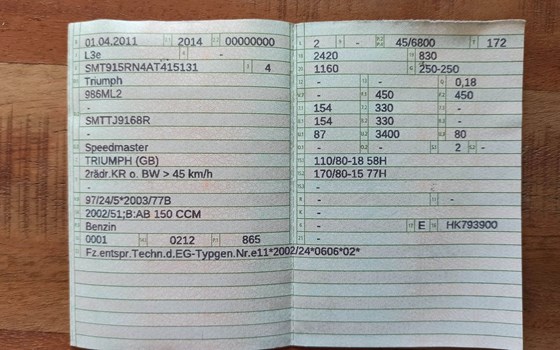 01.04.2011 2014 00000000
L3e -
SMT915RN4AT415131 4
Triumph
986ML2
-
SMTTJ9168R
-
Speedmaster
TRIUMPH (GB)
2rädr.KR o. BW > 45 km/h
-
97/24/5*2003/77B
2002/51;B:AB 150 CCM
Benzin
0001 0212 865
Fz.entspr.Techn.d.EG-Typgen.Nr.e11*2002/24*0606*02*
2 - 45/6800 172
2420 830
1160 250-250
- - 0,18
- 450 450
154 330 -
154 330 -
87 3400 80
- - 2 -
110/80-18 58H
170/80-15 77H
-
- -
-
- E HK793900
-